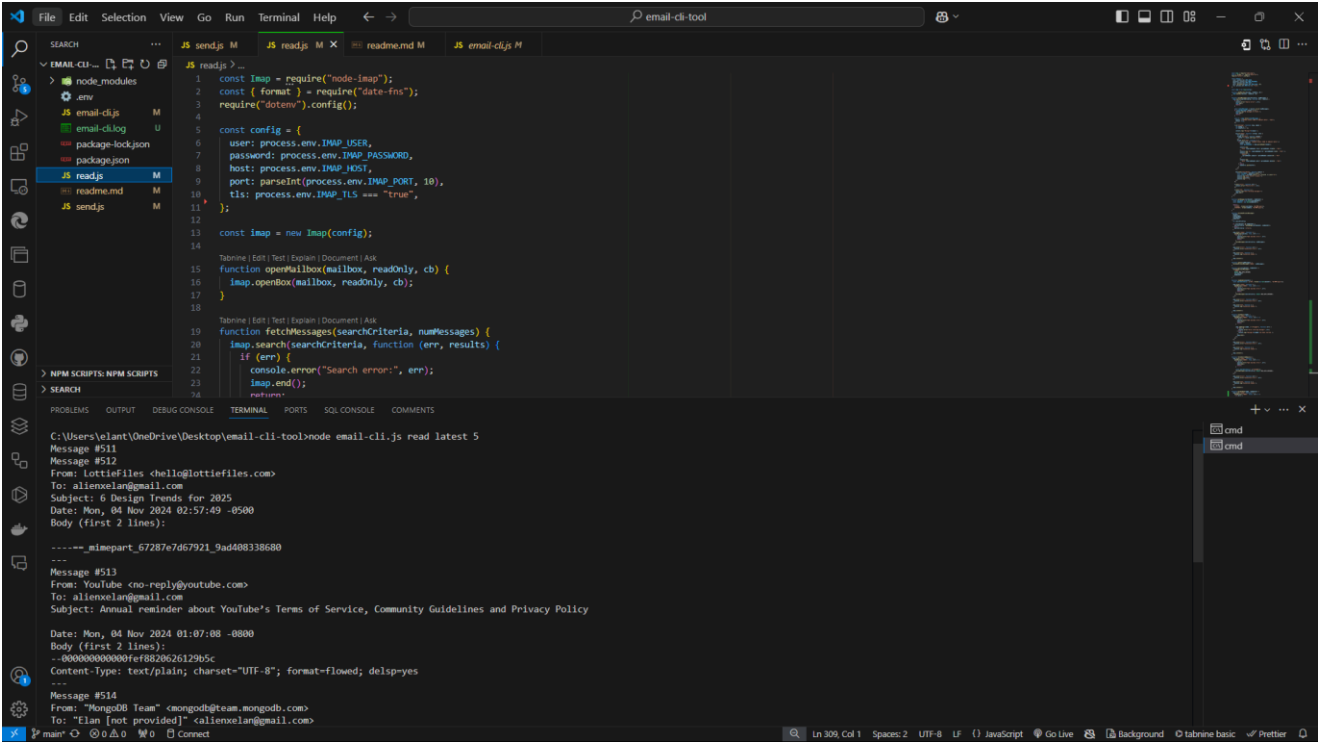 File Edit Selection View Go Run Terminal Help
email-cli-tool
SEARCH
EMAIL-CLI-...
node_modules
.env
JS email-cli.js M
email-cli.log U
package-lock.json
package.json
JS read.js M
readme.md M
JS send.js M
NPM SCRIPTS: NPM SCRIPTS
SEARCH
JS send.js M JS read.js M readme.md M JS email-cli.js M
JS read.js > ...
1 const Imap = require("node-imap");
2 const { format } = require("date-fns");
3 require("dotenv").config();
4
5 const config = {
6 user: process.env.IMAP_USER,
7 password: process.env.IMAP_PASSWORD,
8 host: process.env.IMAP_HOST,
9 port: parseInt(process.env.IMAP_PORT, 10),
10 tls: process.env.IMAP_TLS === "true",
11 };
12
13 const imap = new Imap(config);
14
Tabnine | Edit | Test | Explain | Document | Ask
15 function openMailbox(mailbox, readOnly, cb) {
16 imap.openBox(mailbox, readOnly, cb);
17 }
18
Tabnine | Edit | Test | Explain | Document | Ask
19 function fetchMessages(searchCriteria, numMessages) {
20 imap.search(searchCriteria, function (err, results) {
21 if (err) {
22 console.error("Search error:", err);
23 imap.end();
24 return;
PROBLEMS OUTPUT DEBUG CONSOLE TERMINAL PORTS SQL CONSOLE COMMENTS
C:\Users\elant\OneDrive\Desktop\email-cli-tool>node email-cli.js read latest 5
Message #511
Message #512
From: LottieFiles <hello@lottiefiles.com>
To: alienxelan@gmail.com
Subject: 6 Design Trends for 2025
Date: Mon, 04 Nov 2024 02:57:49 -0500
Body (first 2 lines):
----==_mimepart_67287e7d67921_9ad408338680
---
Message #513
From: YouTube <no-reply@youtube.com>
To: alienxelan@gmail.com
Subject: Annual reminder about YouTube's Terms of Service, Community Guidelines and Privacy Policy
Date: Mon, 04 Nov 2024 01:07:08 -0800
Body (first 2 lines):
--000000000000fef8820626129b5c
Content-Type: text/plain; charset="UTF-8"; format=flowed; delsp=yes
---
Message #514
From: "MongoDB Team" <mongodb@team.mongodb.com>
To: "Elan [not provided]" <alienxelan@gmail.com>
cmd
cmd
main* 0 0 0 Connect
Ln 309, Col 1 Spaces: 2 UTF-8 LF {} JavaScript Go Live Background tabnine basic Prettier